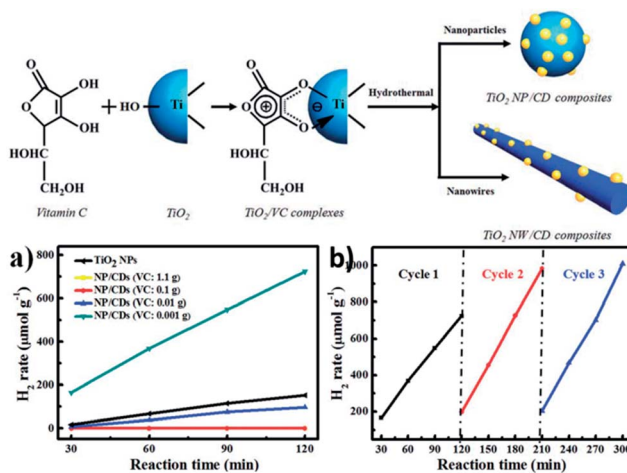 Nanoparticles
TiO2 NP/CD composites
O
OH
O
OH
HOHC
CH2OH
Vitamin C
+
HO
Ti
TiO2
O
O
O
O
⊕
⊖
Ti
HOHC
CH2OH
TiO2/VC complexes
Hydrothermal
Nanowires
TiO2 NW/CD composites
a)
TiO2 NPs
NP/CDs (VC: 1.1 g)
NP/CDs (VC: 0.1 g)
NP/CDs (VC: 0.01 g)
NP/CDs (VC: 0.001 g)
H2 rate (μmol g-1)
800
600
400
200
0
30 60 90 120
Reaction time (min)
b)
Cycle 1 Cycle 2 Cycle 3
H2 rate (μmol g-1)
1000
800
600
400
200
30 60 90 120 150 180 210 240 270 300
Reaction time (min)